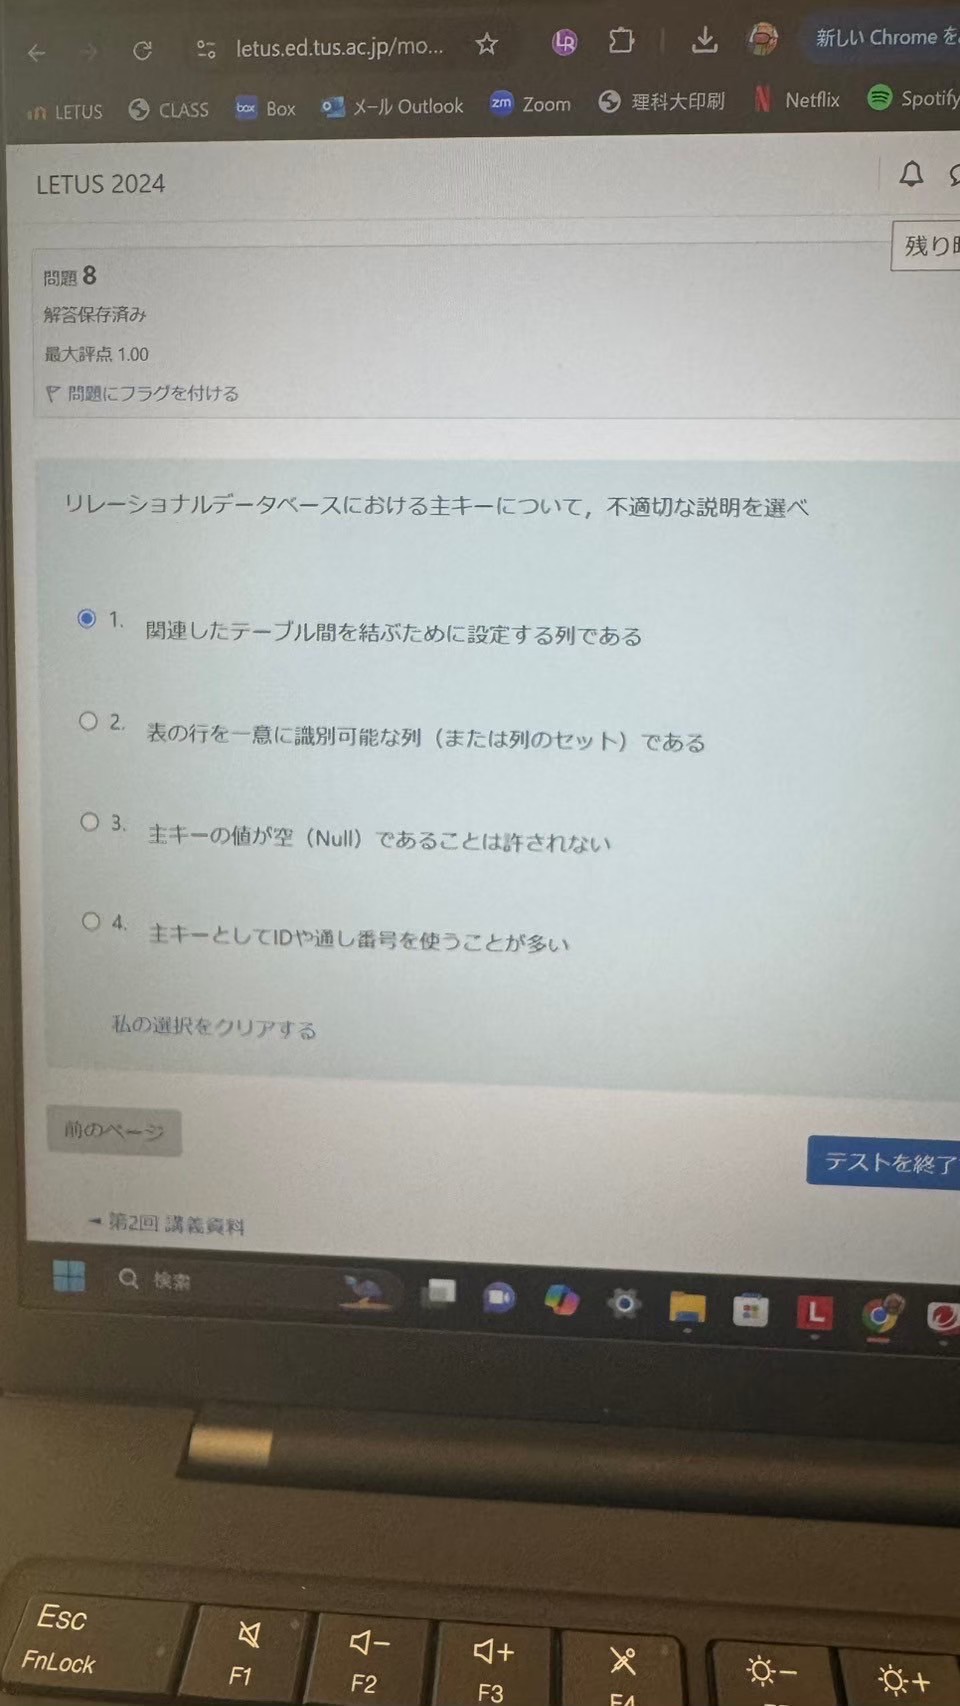 letus.ed.tus.ac.jp/mo...
LR
新しい Chrome を
LETUS
CLASS
box Box
メール Outlook
zm Zoom
理科大印刷
N Netflix
Spotify
LETUS 2024
残り時
問題 8
解答保存済み
最大評点 1.00
問題にフラグを付ける
リレーショナルデータベースにおける主キーについて，不適切な説明を選べ
1. 関連したテーブル間を結ぶために設定する列である
2. 表の行を一意に識別可能な列（または列のセット）である
3. 主キーの値が空（Null）であることは許されない
4. 主キーとしてIDや通し番号を使うことが多い
私の選択をクリアする
前のページ
テストを終了
◄ 第2回 講義資料
検索
L
Esc
FnLock
F1
F2
F3
F4